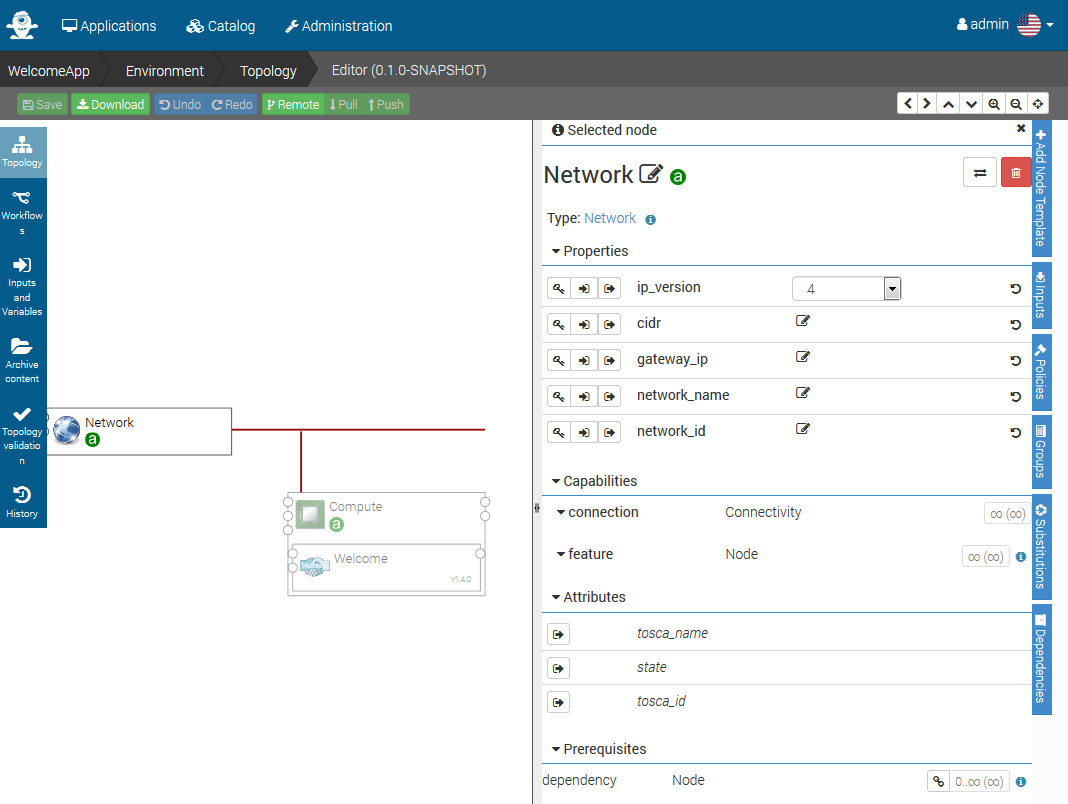 Applications Catalog Administration admin
WelcomeApp Environment Topology Editor (0.1.0-SNAPSHOT)
Save Download Undo Redo Remote Pull Push
Topology
Workflow
s
Inputs
and
Variables
Archive
content
Topology
validatio
n
History
Network
a
Compute
a
Welcome
v1.4.0
Selected node
Network a
Type: Network
Properties
ip_version 4
cidr
gateway_ip
network_name
network_id
Capabilities
connection Connectivity ∞ (∞)
feature Node ∞ (∞)
Attributes
tosca_name
state
tosca_id
Prerequisites
dependency Node 0..∞ (∞)
Add Node Template
Inputs
Policies
Groups
Substitutions
Dependencies